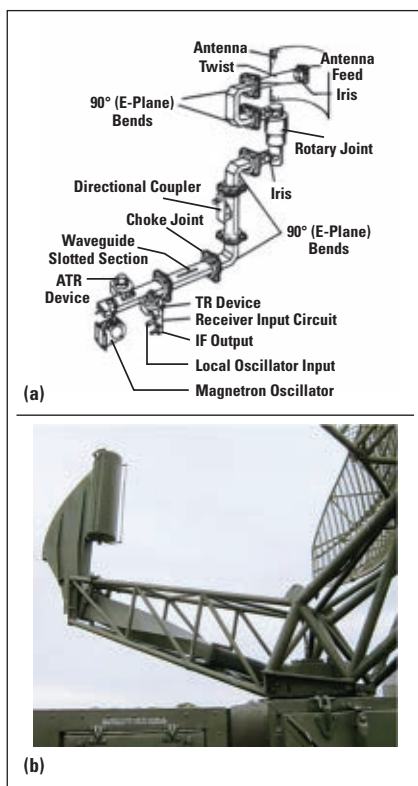 Antenna
Twist
Antenna
Feed
Iris
90° (E-Plane)
Bends
Rotary Joint
Directional Coupler
Iris
Choke Joint
90° (E-Plane)
Bends
Waveguide
Slotted Section
ATR
Device
TR Device
Receiver Input Circuit
IF Output
Local Oscillator Input
Magnetron Oscillator
(a)
(b)